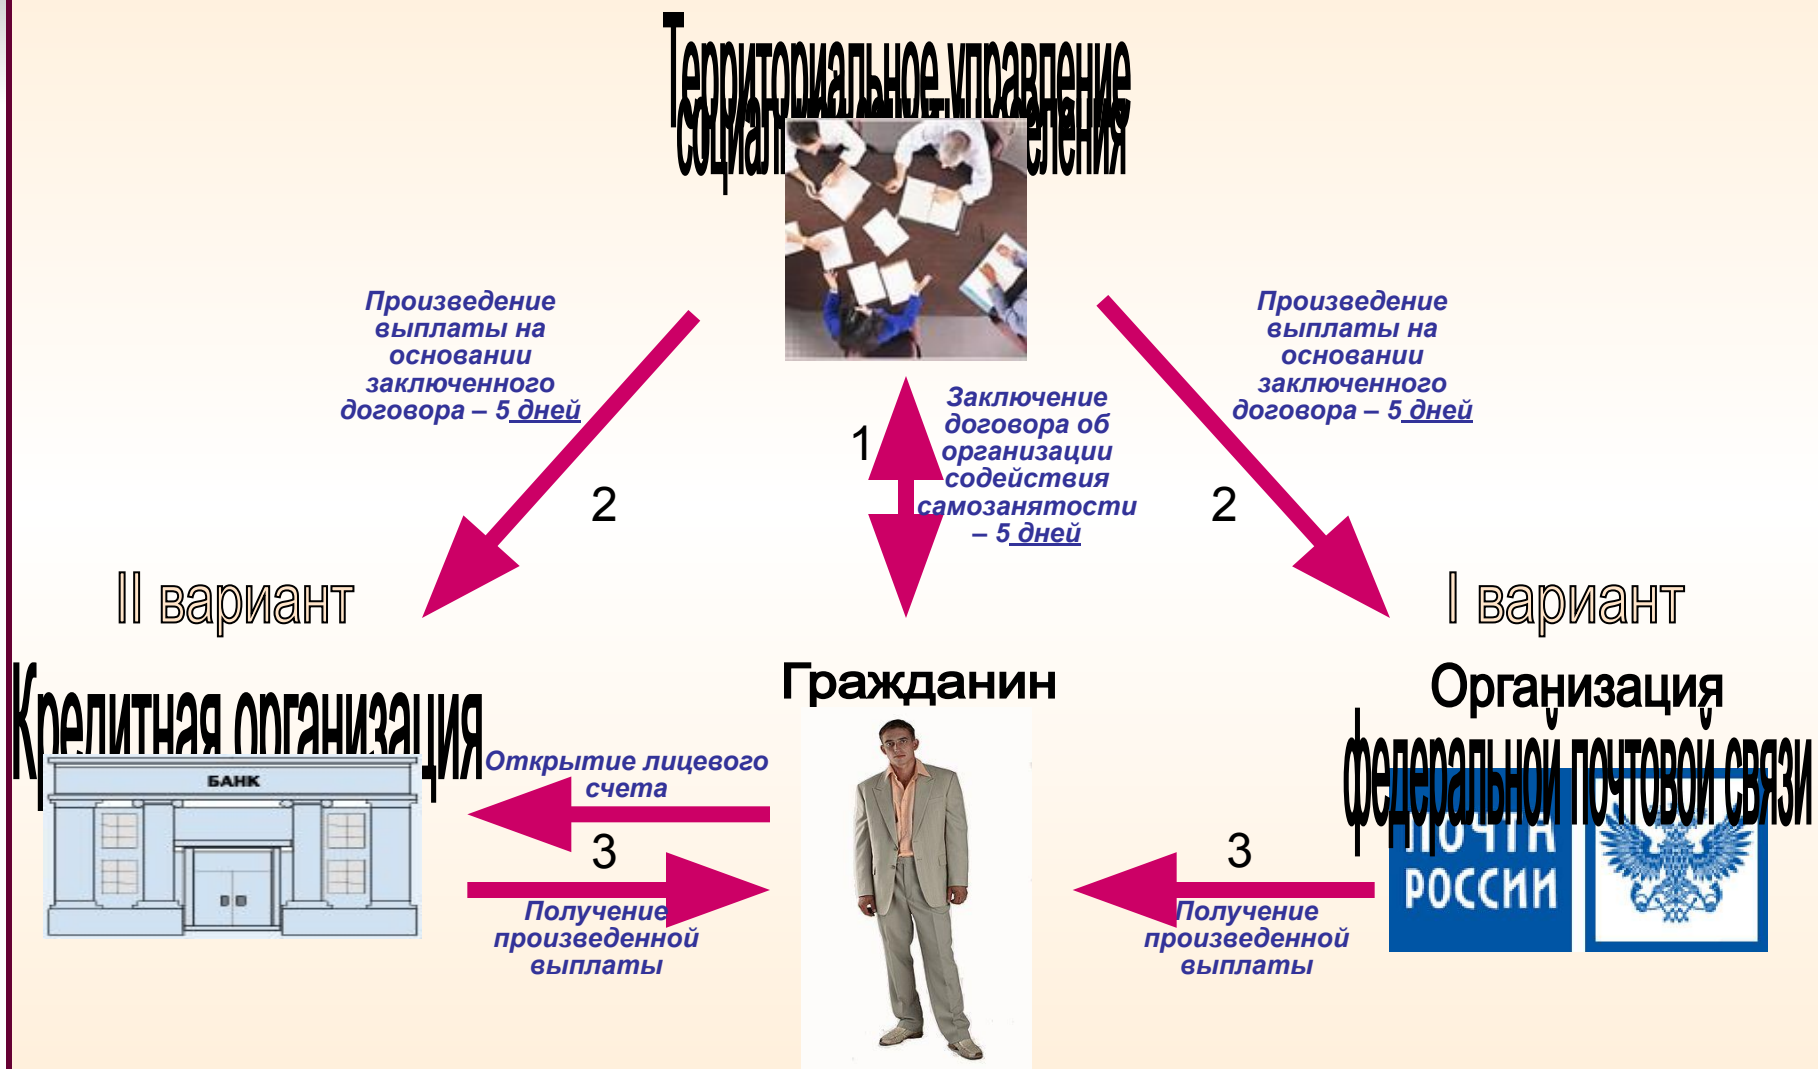 Территориальное управление
населения
Произведение
выплаты на
основании
заключенного
договора – 5 дней
2
1
Заключение
договора об
организации
содействия
самозанятости
– 5 дней
Произведение
выплаты на
основании
заключенного
договора – 5 дней
2
II вариант
Кредитная организация
БАНК
Открытие лицевого
счета
3
Получение
произведенной
выплаты
Гражданин
I вариант
Организация
федеральной почтовой связи
ПОЧТА
РОССИИ
3
Получение
произведенной
выплаты